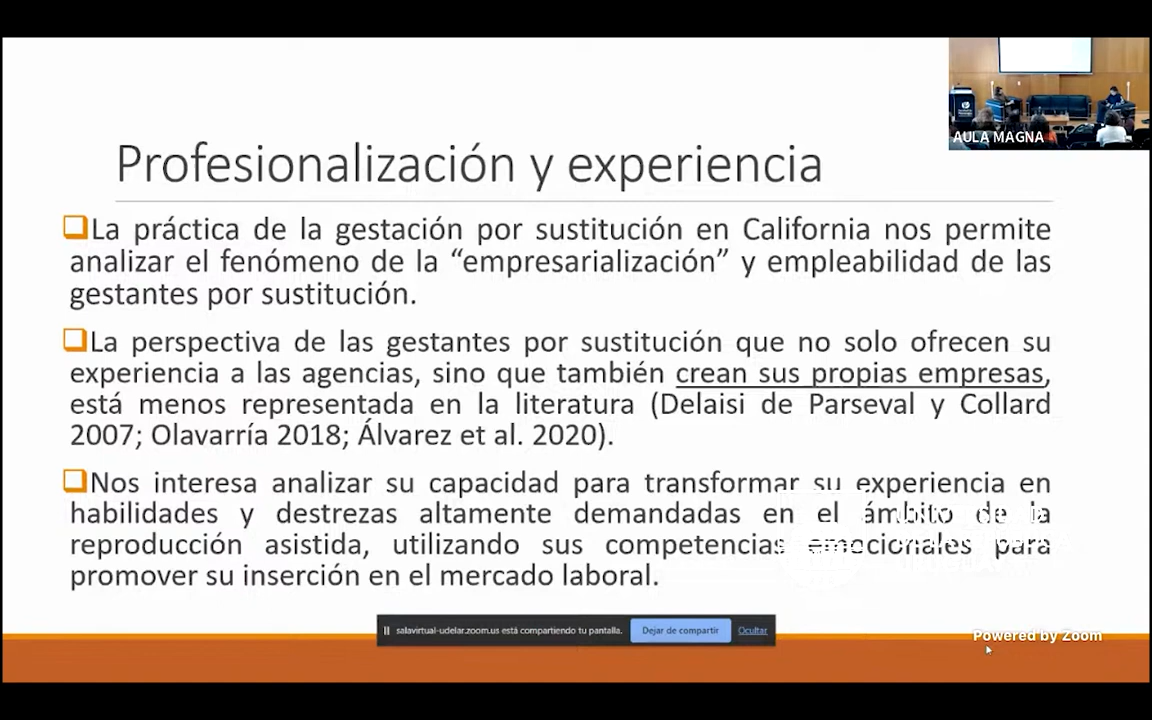 AULA MAGNA
Profesionalización y experiencia
La práctica de la gestación por sustitución en California nos permite
analizar el fenómeno de la “empresarialización” y empleabilidad de las
gestantes por sustitución.
La perspectiva de las gestantes por sustitución que no solo ofrecen su
experiencia a las agencias, sino que también crean sus propias empresas,
está menos representada en la literatura (Delaisi de Parseval y Collard
2007; Olavarría 2018; Álvarez et al. 2020).
Nos interesa analizar su capacidad para transformar su experiencia en
habilidades y destrezas altamente demandadas en el ámbito de la
reproducción asistida, utilizando sus competencias emocionales para
promover su inserción en el mercado laboral.
salavirtual-udelar.zoom.us está compartiendo tu pantalla.
Dejar de compartir
Ocultar
Powered by Zoom